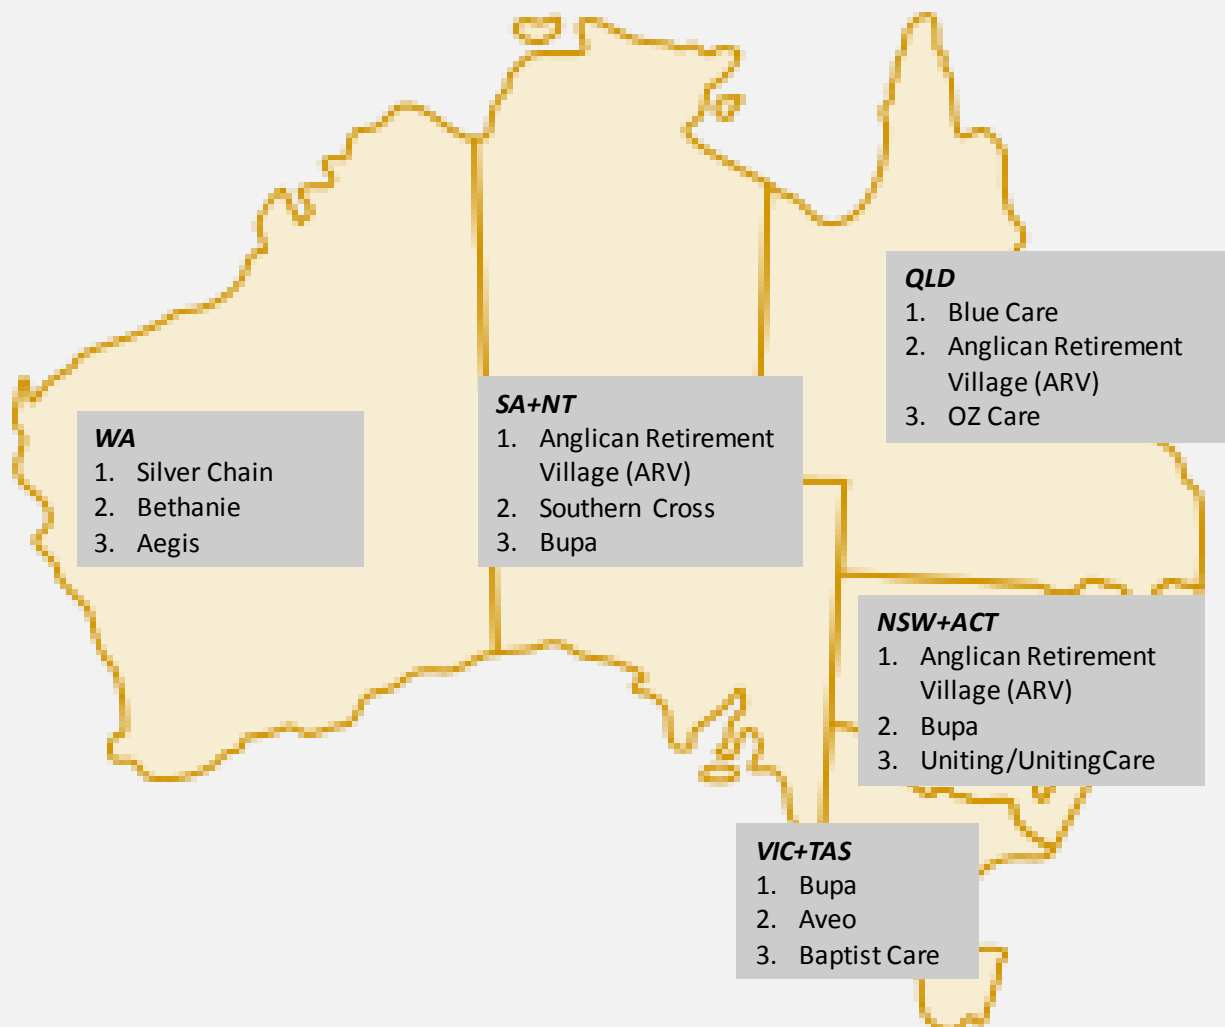 QLD
1. Blue Care
2. Anglican Retirement
Village (ARV)
3. OZ Care
SA+NT
1. Anglican Retirement
Village (ARV)
2. Southern Cross
3. Bupa
WA
1. Silver Chain
2. Bethanie
3. Aegis
NSW+ACT
1. Anglican Retirement
Village (ARV)
2. Bupa
3. Uniting/UnitingCare
VIC+TAS
1. Bupa
2. Aveo
3. Baptist Care